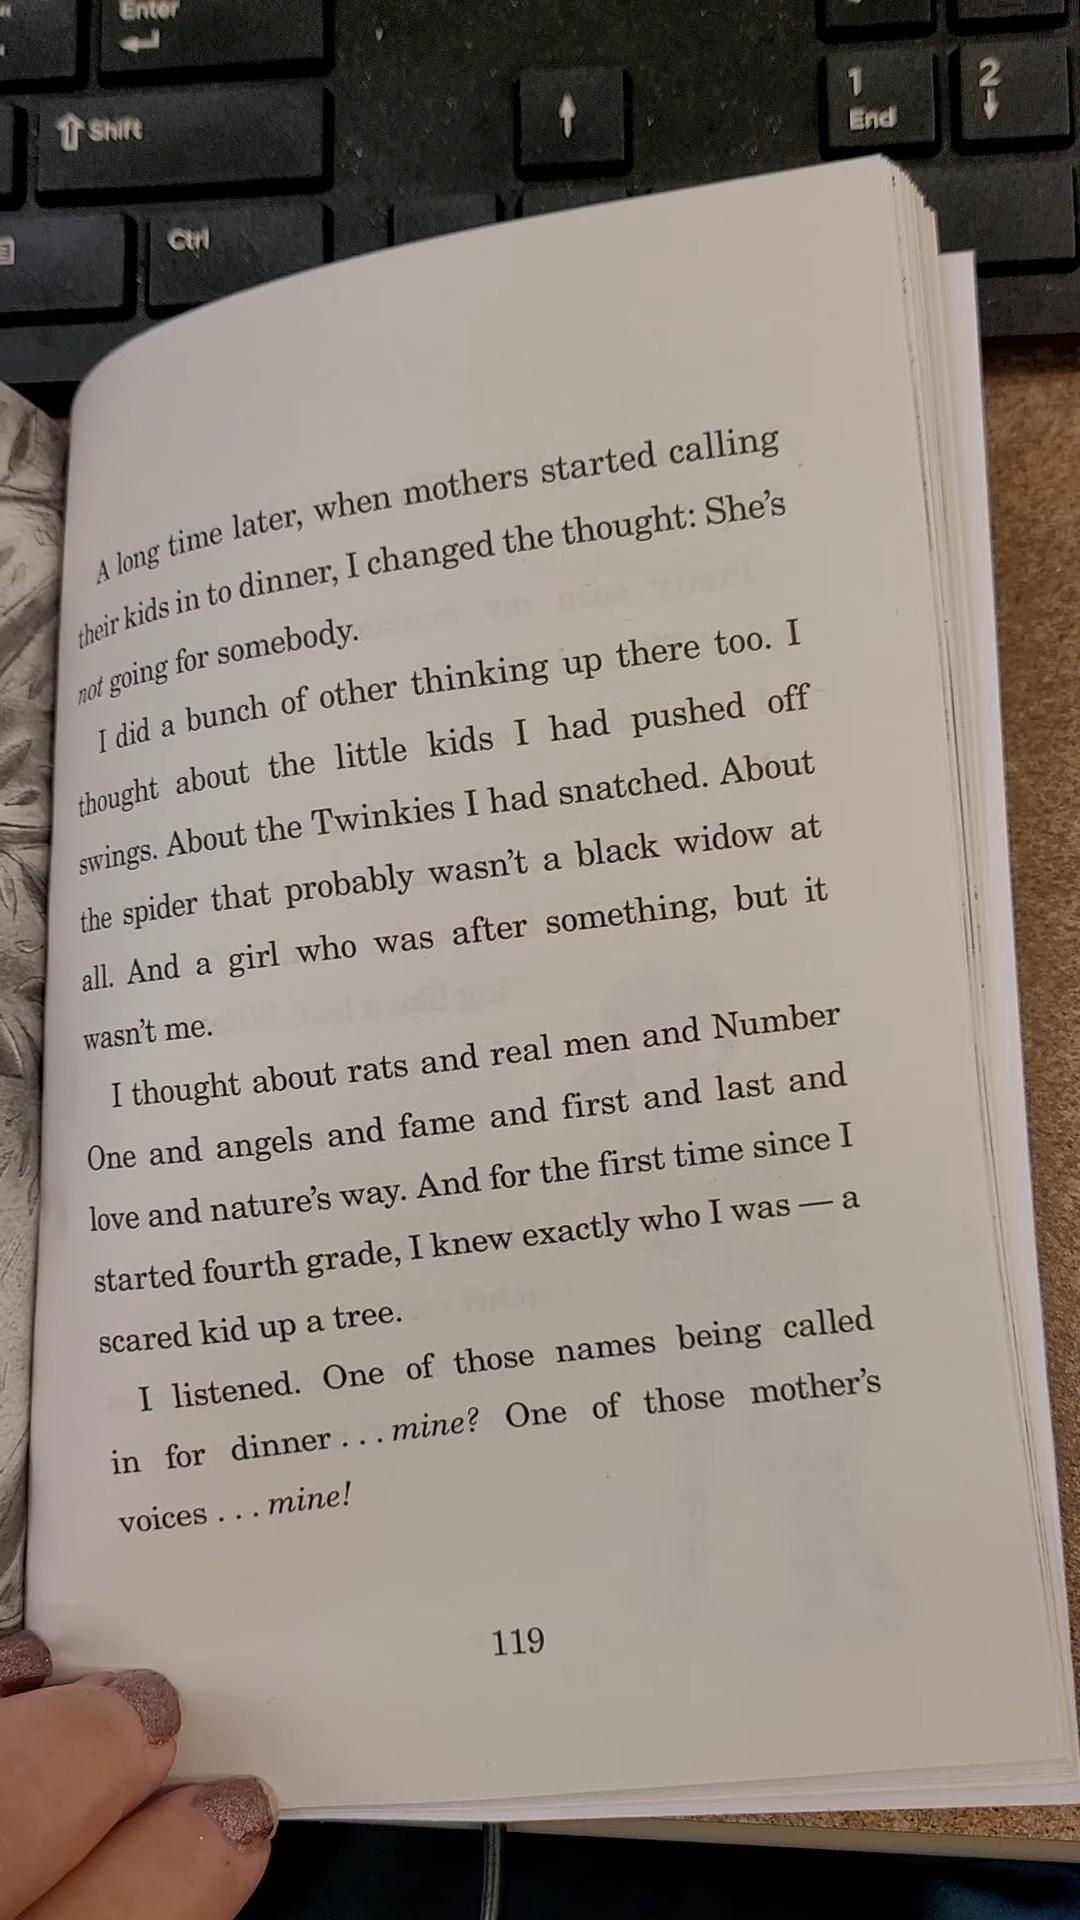 Enter
Shift
1
End
2
Ctrl
A long time later, when mothers started calling
their kids in to dinner, I changed the thought: She's
not going for somebody.
I did a bunch of other thinking up there too. I
thought about the little kids I had pushed off
swings. About the Twinkies I had snatched. About
the spider that probably wasn't a black widow at
all. And a girl who was after something, but it
wasn't me.
I thought about rats and real men and Number
One and angels and fame and first and last and
love and nature's way. And for the first time since I
started fourth grade, I knew exactly who I was — a
scared kid up a tree.
I listened. One of those names being called
in for dinner . . . mine? One of those mother's
voices . . . mine!
119